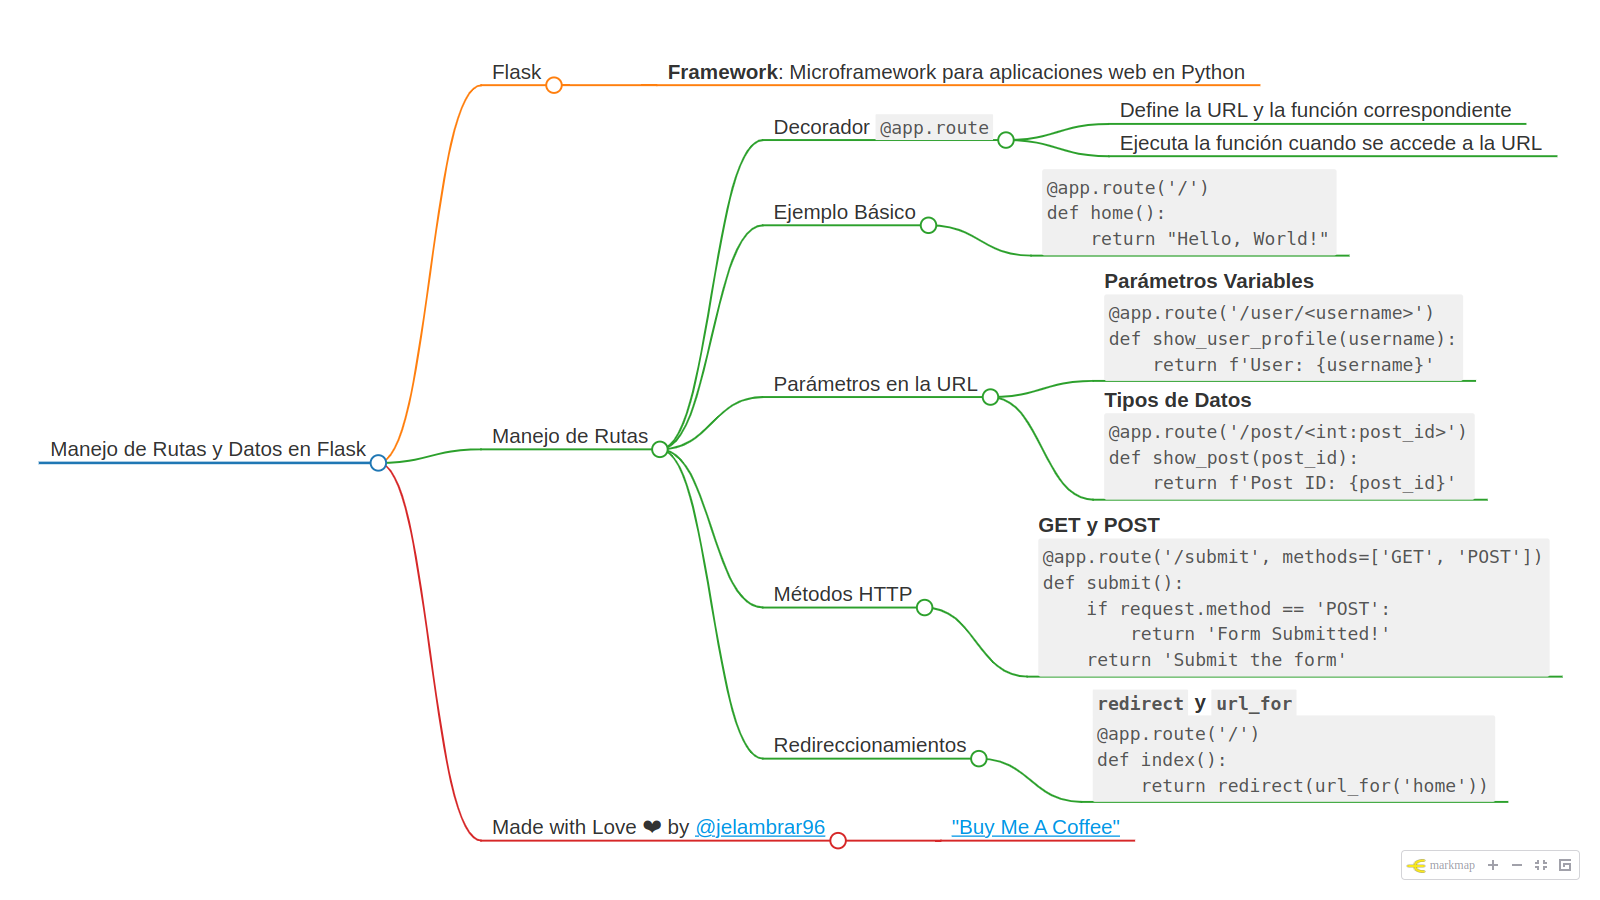 Manejo de Rutas y Datos en Flask
Flask
Framework: Microframework para aplicaciones web en Python
Manejo de Rutas
Decorador @app.route
Define la URL y la función correspondiente
Ejecuta la función cuando se accede a la URL
Ejemplo Básico
@app.route('/')
def home():
    return "Hello, World!"
Parámetros en la URL
Parámetros Variables
@app.route('/user/<username>')
def show_user_profile(username):
    return f'User: {username}'
Tipos de Datos
@app.route('/post/<int:post_id>')
def show_post(post_id):
    return f'Post ID: {post_id}'
Métodos HTTP
GET y POST
@app.route('/submit', methods=['GET', 'POST'])
def submit():
    if request.method == 'POST':
        return 'Form Submitted!'
    return 'Submit the form'
Redireccionamientos
redirect y url_for
@app.route('/')
def index():
    return redirect(url_for('home'))
Made with Love ❤ by @jelambrar96
"Buy Me A Coffee"
markmap